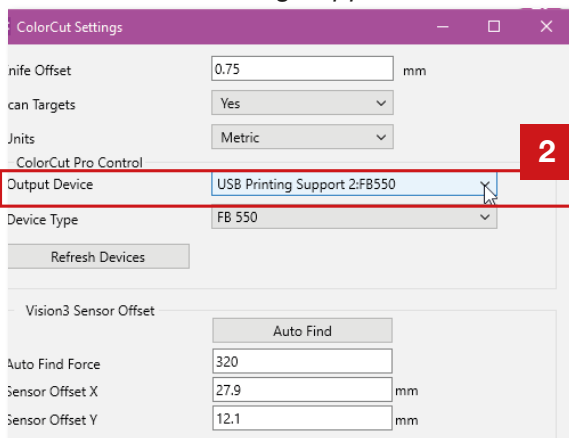 ColorCut Settings
nife Offset 0.75 mm
can Targets Yes
Units Metric
2
ColorCut Pro Control
Output Device USB Printing Support 2:FB550
Device Type FB 550
Refresh Devices
Vision3 Sensor Offset
Auto Find
Auto Find Force 320
Sensor Offset X 27.9 mm
Sensor Offset Y 12.1 mm